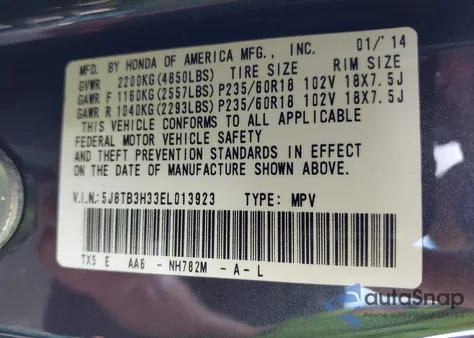 MFD. BY HONDA OF AMERICA MFG., INC. 01/'14
GVWR 2200KG(4850LBS) TIRE SIZE RIM SIZE
GAWR F 1160KG(2557LBS) P235/60R18 102V 18X7.5J
GAWR R 1040KG(2293LBS) P235/60R18 102V 18X7.5J
THIS VEHICLE CONFORMS TO ALL APPLICABLE
FEDERAL MOTOR VEHICLE SAFETY
AND THEFT PREVENTION STANDARDS IN EFFECT
ON THE DATE OF MANUFACTURE SHOWN ABOVE.
V.I.N.: 5J8TB3H33EL013923 TYPE: MPV
TX5 E AA6 - NH782M - A - L
autoSnap